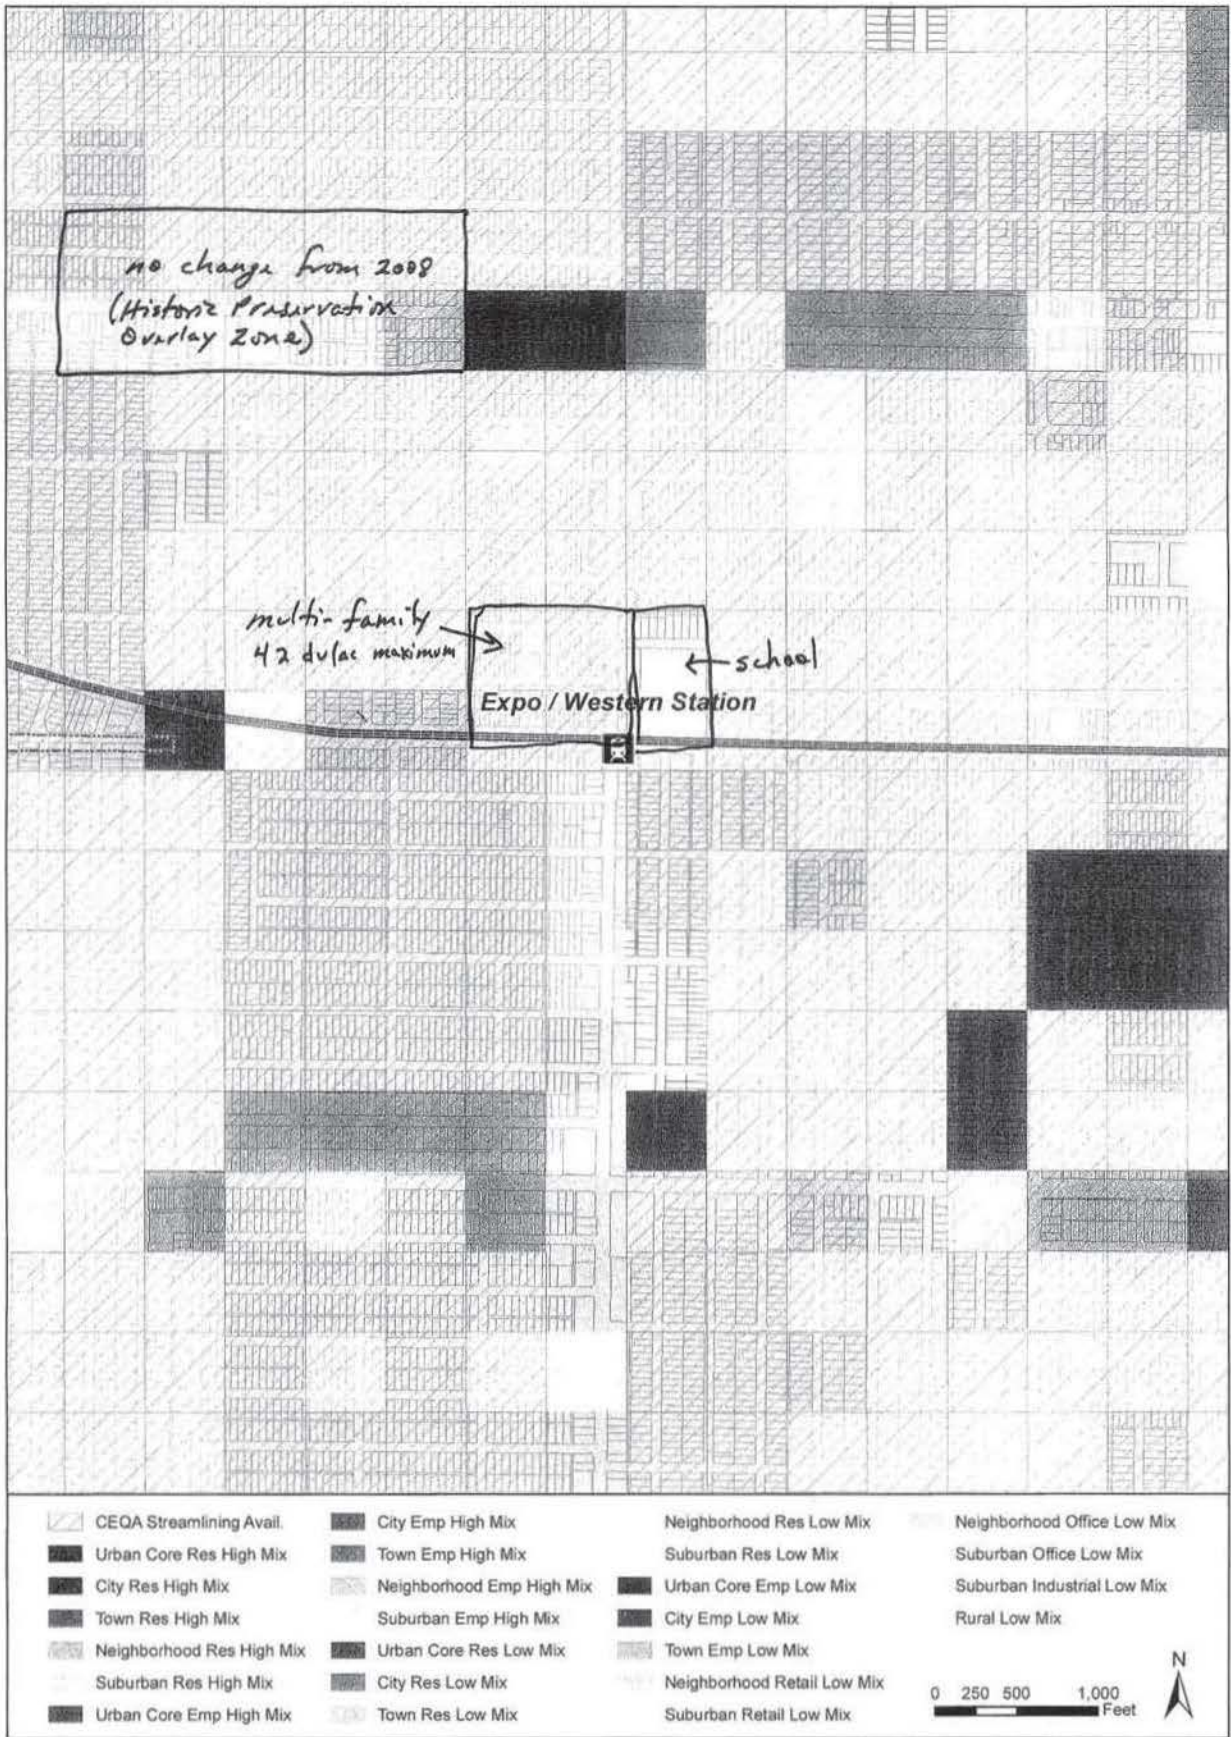 no change from 2008
(Historic Preservation
Overlay Zone)
multi-family
42 du/ac maximum
school
Expo / Western Station
CEQA Streamlining Avail.
Urban Core Res High Mix
City Res High Mix
Town Res High Mix
Neighborhood Res High Mix
Suburban Res High Mix
Urban Core Emp High Mix
City Emp High Mix
Town Emp High Mix
Neighborhood Emp High Mix
Suburban Emp High Mix
Urban Core Res Low Mix
City Res Low Mix
Town Res Low Mix
Neighborhood Res Low Mix
Suburban Res Low Mix
Urban Core Emp Low Mix
City Emp Low Mix
Town Emp Low Mix
Neighborhood Retail Low Mix
Suburban Retail Low Mix
Neighborhood Office Low Mix
Suburban Office Low Mix
Suburban Industrial Low Mix
Rural Low Mix
N
0 250 500 1,000
Feet